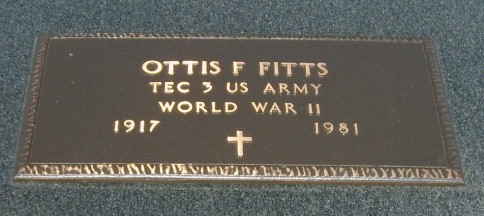 OTTIS F FITTS
TEC 3 US ARMY
WORLD WAR II
1917 1981